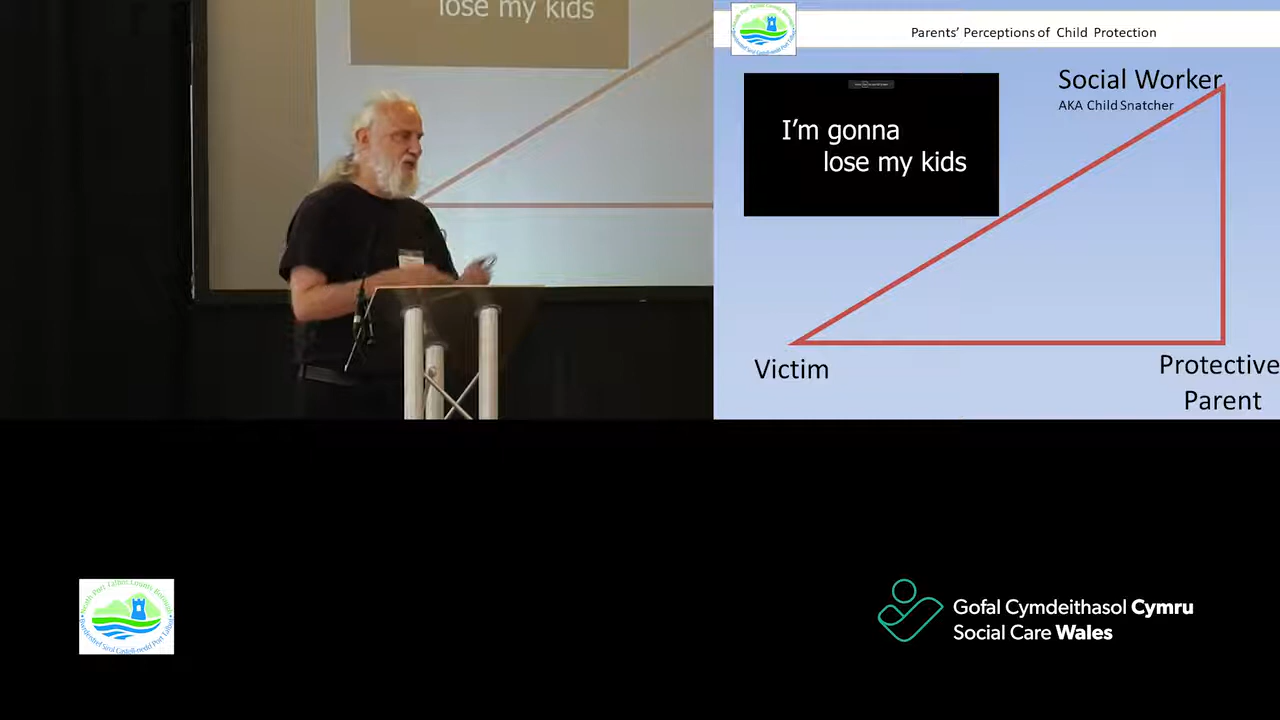 lose my kids
Parents' Perceptions of Child Protection
Social Worker
AKA Child Snatcher
I'm gonna
lose my kids
Victim
Protective
Parent
Gofal Cymdeithasol Cymru
Social Care Wales